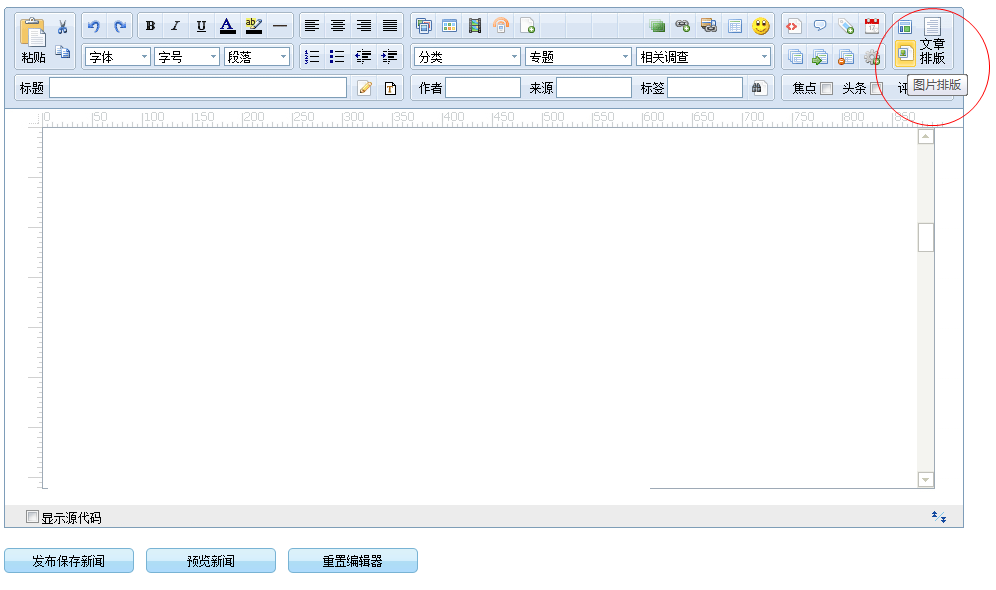 B I U A ab
粘贴 字体 字号 段落 分类 专题 相关调查 文章排版
标题 作者 来源 标签 焦点 头条 评 图片排版
0 50 100 150 200 250 300 350 400 450 500 550 600 650 700 750 800 850
显示源代码
发布保存新闻 预览新闻 重置编辑器